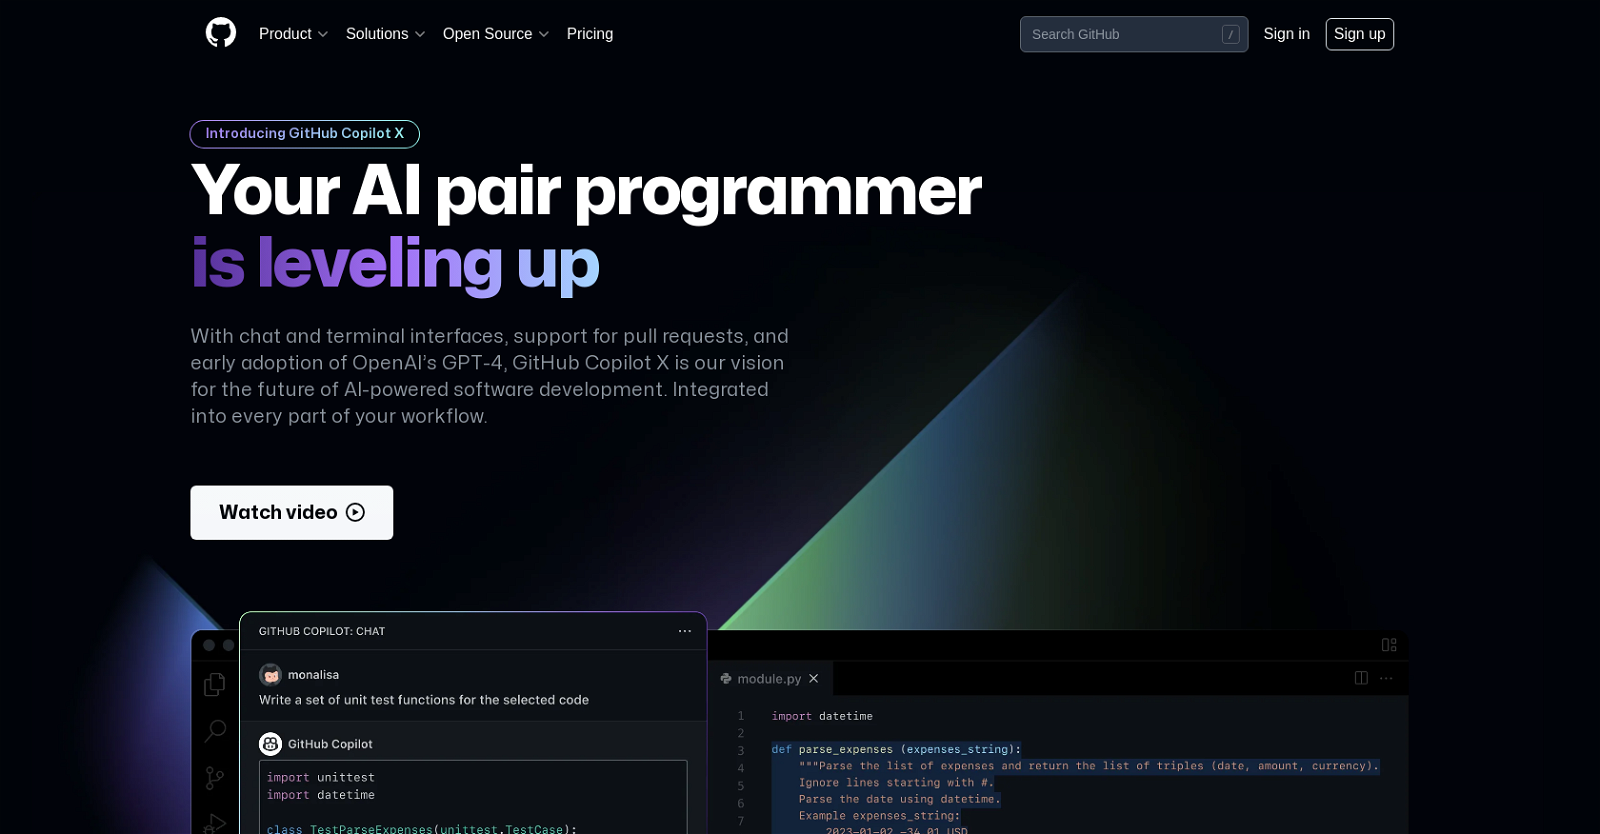 Product Solutions Open Source Pricing Search GitHub / Sign in Sign up
Introducing GitHub Copilot X
Your AI pair programmer
is leveling up
With chat and terminal interfaces, support for pull requests, and
early adoption of OpenAI’s GPT-4, GitHub Copilot X is our vision
for the future of AI-powered software development. Integrated
into every part of your workflow.
Watch video
GITHUB COPILOT: CHAT
monalisa
Write a set of unit test functions for the selected code
GitHub Copilot
import unittest
import datetime
class TestParseExpenses(unittest.TestCase):
module.py
1 import datetime
2
3 def parse_expenses (expenses_string):
4 """Parse the list of expenses and return the list of triples (date, amount, currency).
5 Ignore lines starting with #.
6 Parse the date using datetime.
7 Example expenses_string:
2023-01-02 -34.01 USD